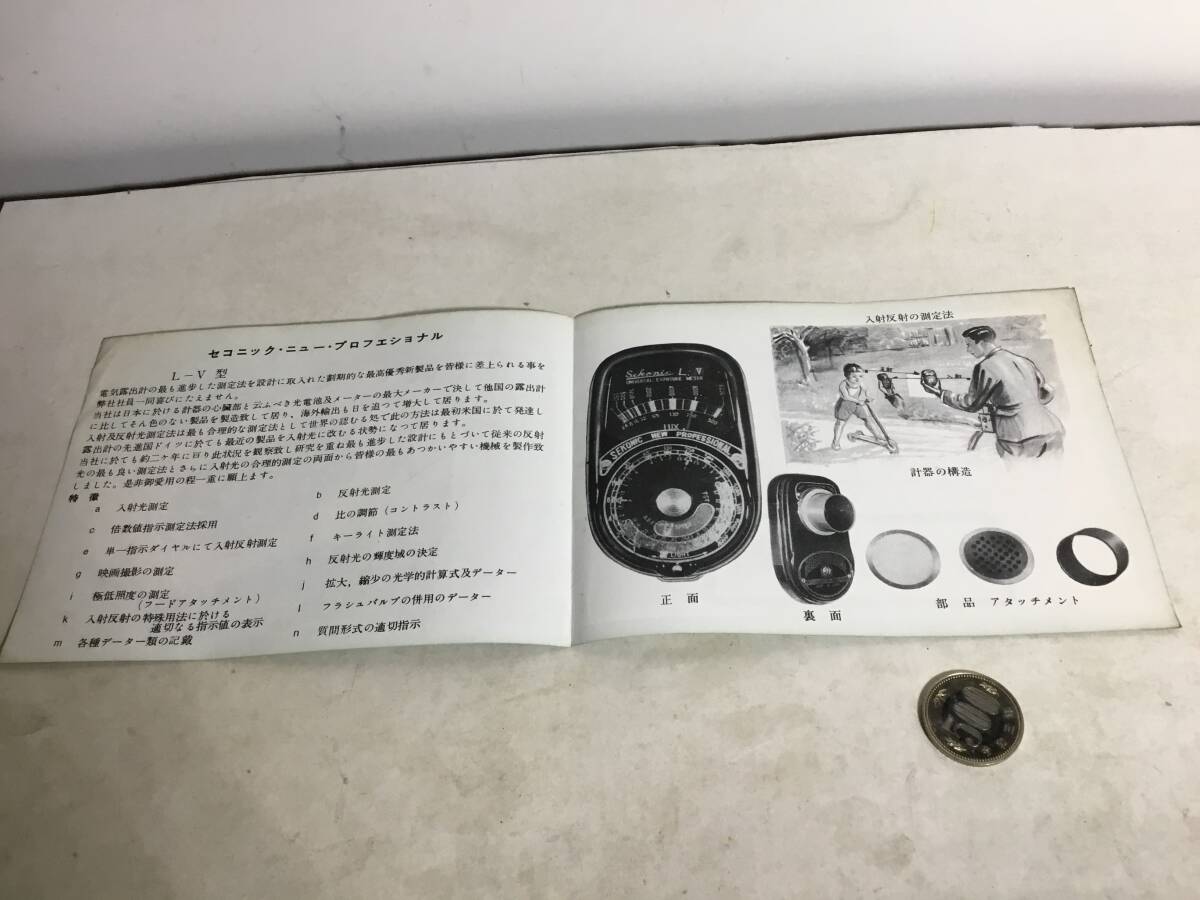 セコニック・ニュー・プロフエショナル
L－V 型
電気露出計の最も進歩した測定法を設計に取入れた劃期的な最高優秀新製品を皆様に差上られる事を
弊社社員一同喜びにたえません。
当社は日本に於ける計器の心臓部と云ふべき光電池及メーターの最大メーカーで決して他国の露出計
に比してそん色のない製品を製造致して居り、海外輸出も日を追つて増大して居ります。
入射及反射光測定法は最も合理的な測定法として世界の認むる処で此の方法は最初米国に於て発達し
露出計の先進国ドイツに於ても最近の製品を入射光に改むる状勢になつて居ります。
当社に於ても約二ケ年に亘り此状況を観察致し研究を重ね最も進歩した設計にもとづいて従来の反射
光の最も良い測定法とさらに入射光の合理的測定の両面から皆様の最もあつかいやすい機械を製作致
しました。是非御愛用の程一重に願上ます。
特 徴
a 入射光測定
b 反射光測定
c 倍数値指示測定法採用
d 比の調節（コントラスト）
e 単一指示ダイヤルにて入射反射測定
f キーライト測定法
g 映画撮影の測定
h 反射光の輝度域の決定
i 極低照度の測定
（フードアタッチメント）
j 拡大，縮少の光学的計算式及データー
k 入射反射の特殊用法に於ける
適切なる指示値の表示
l フラシュバルブの併用のデーター
m 各種データー類の記載
n 質問形式の適切指示
入射反射の測定法
計器の構造
Sekonic L-V
UNIVERSAL EXPOSURE METER
LUX
SEKONIC NEW PROFESSIONAL
LIGHT
正 面
裏 面
部 品 アタッチメント
500